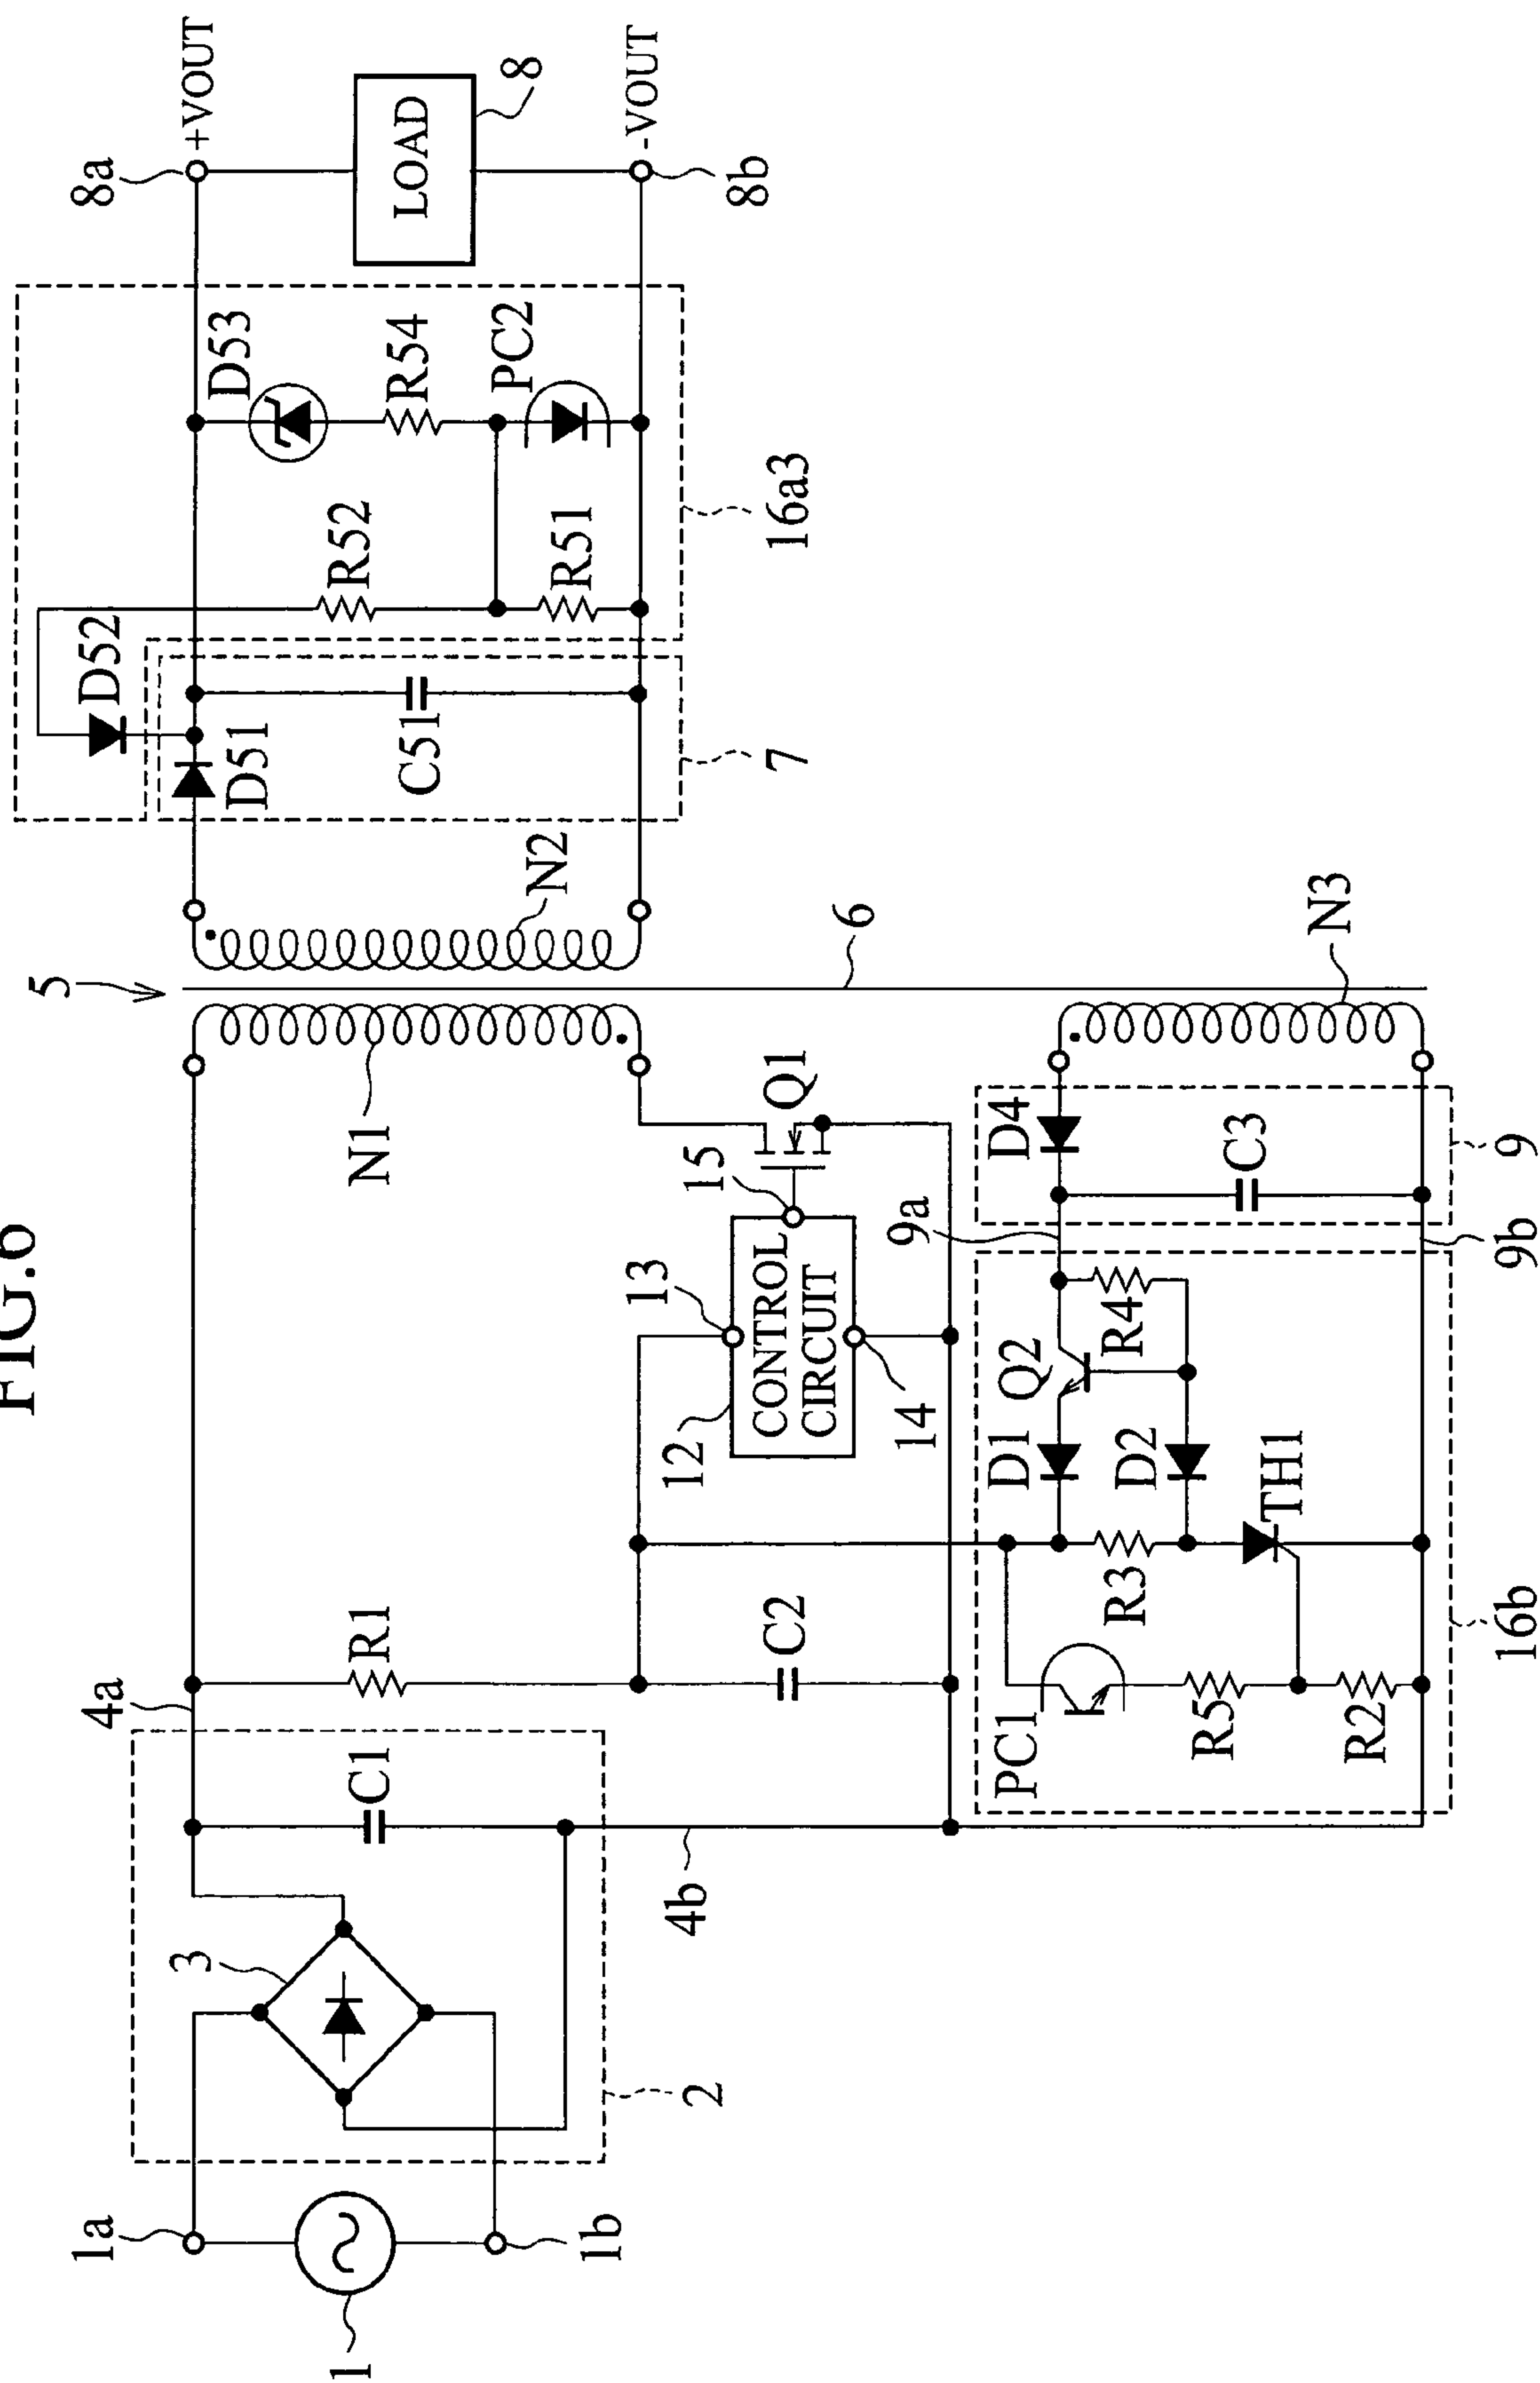 FIG.6
5
D52
8a
+VOUT
4a
1a
3
D51
D53
R52
R54
C1
R1
N1
N2
C51
R51
PC2
LOAD
8
1
1b
2
7
16a3
8b
-VOUT
4b
C2
12
13
CONTROL
CIRCUIT
14
15
Q1
6
9a
PC1
D1
Q2
D4
R3
D2
R4
C3
R5
TH1
R2
N3
16b
9b
9